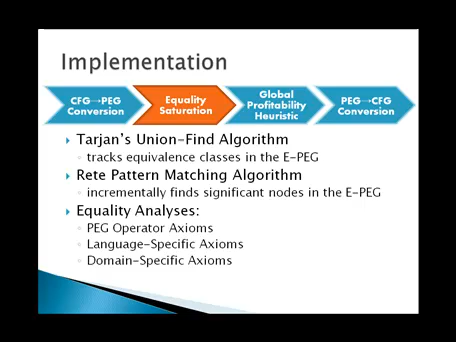 Implementation
CFG→PEG
Conversion
Equality
Saturation
Global
Profitability
Heuristic
PEG→CFG
Conversion
Tarjan's Union-Find Algorithm
tracks equivalence classes in the E-PEG
Rete Pattern Matching Algorithm
incrementally finds significant nodes in the E-PEG
Equality Analyses:
PEG Operator Axioms
Language-Specific Axioms
Domain-Specific Axioms